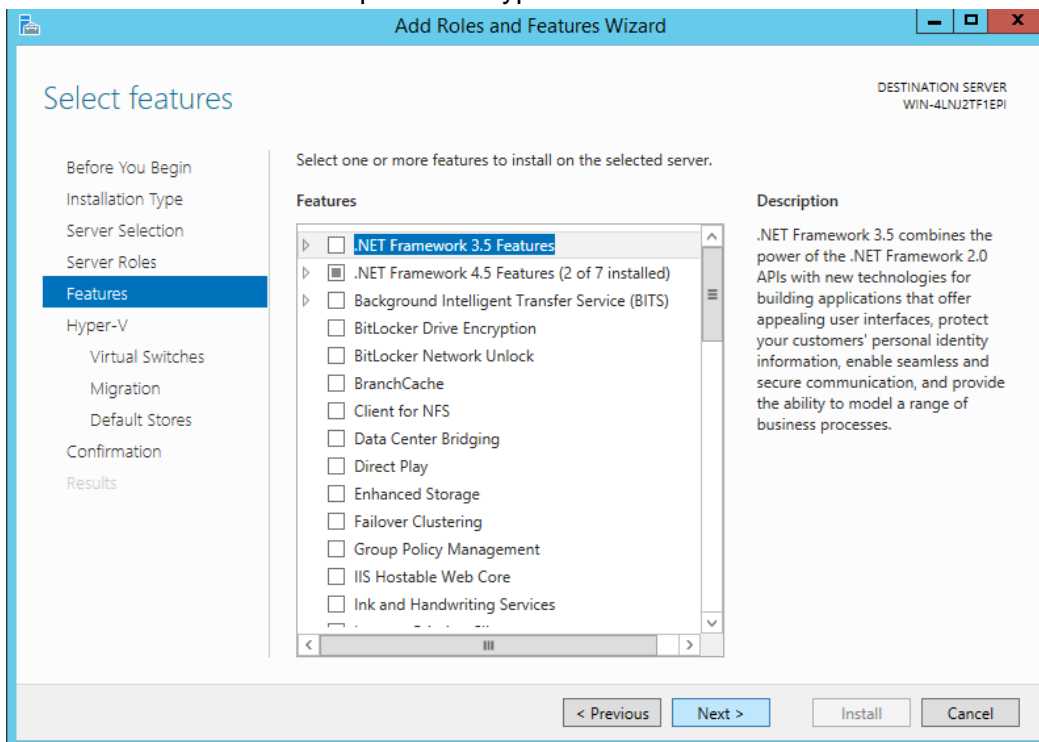 Add Roles and Features Wizard
Select features
DESTINATION SERVER
WIN-4LNJ2TF1EPI
Before You Begin
Installation Type
Server Selection
Server Roles
Features
Hyper-V
Virtual Switches
Migration
Default Stores
Confirmation
Results
Select one or more features to install on the selected server.
Features
.NET Framework 3.5 Features
.NET Framework 4.5 Features (2 of 7 installed)
Background Intelligent Transfer Service (BITS)
BitLocker Drive Encryption
BitLocker Network Unlock
BranchCache
Client for NFS
Data Center Bridging
Direct Play
Enhanced Storage
Failover Clustering
Group Policy Management
IIS Hostable Web Core
Ink and Handwriting Services
Description
.NET Framework 3.5 combines the
power of the .NET Framework 2.0
APIs with new technologies for
building applications that offer
appealing user interfaces, protect
your customers' personal identity
information, enable seamless and
secure communication, and provide
the ability to model a range of
business processes.
< Previous
Next >
Install
Cancel